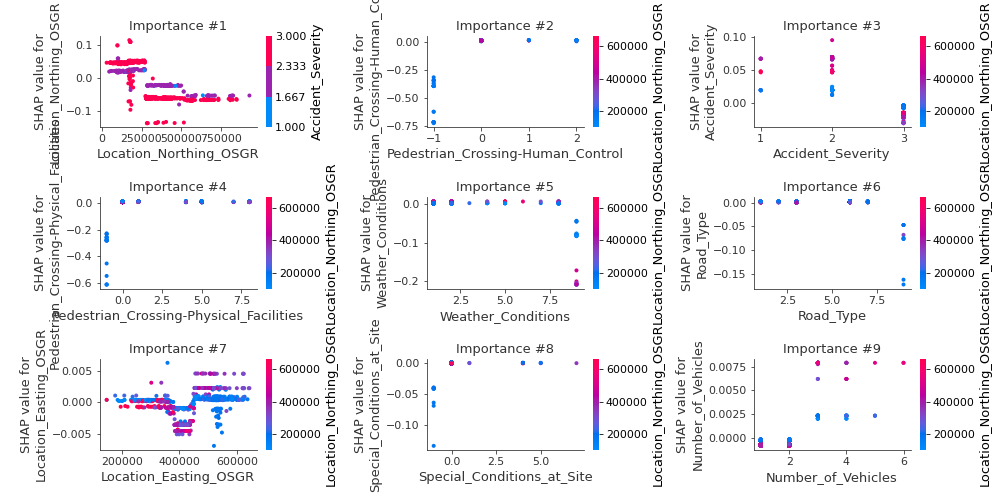 Importance #1
SHAP value for
Location_Northing_OSGR
0.1
0.0
−0.1
0
250000
500000
750000
Location_Northing_OSGR
3.000
2.333
1.667
1.000
Accident_Severity
Importance #2
SHAP value for
Pedestrian_Crossing-Human_Co
0.00
−0.25
−0.50
−0.75
−1
0
1
2
Pedestrian_Crossing-Human_Control
600000
400000
200000
Location_Northing_OSGR
Importance #3
SHAP value for
Accident_Severity
0.10
0.05
0.00
1
2
3
Accident_Severity
600000
400000
200000
Location_Northing_OSGR
Importance #4
SHAP value for
Pedestrian_Crossing-Physical_Facilities
0.0
−0.2
−0.4
−0.6
0.0
2.5
5.0
7.5
Pedestrian_Crossing-Physical_Facilities
600000
400000
200000
Location_Northing_OSGR
Importance #5
SHAP value for
Weather_Conditions
0.0
−0.1
−0.2
2.5
5.0
7.5
Weather_Conditions
600000
400000
200000
Location_Northing_OSGR
Importance #6
SHAP value for
Road_Type
0.00
−0.05
−0.10
−0.15
2.5
5.0
7.5
Road_Type
600000
400000
200000
Location_Northing_OSGR
Importance #7
SHAP value for
Location_Easting_OSGR
0.005
0.000
−0.005
200000
400000
600000
Location_Easting_OSGR
600000
400000
200000
Location_Northing_OSGR
Importance #8
SHAP value for
Special_Conditions_at_Site
0.00
−0.05
−0.10
0.0
2.5
5.0
Special_Conditions_at_Site
600000
400000
200000
Location_Northing_OSGR
Importance #9
SHAP value for
Number_of_Vehicles
0.0075
0.0050
0.0025
0.0000
2
4
6
Number_of_Vehicles
600000
400000
200000
Location_Northing_OSGR